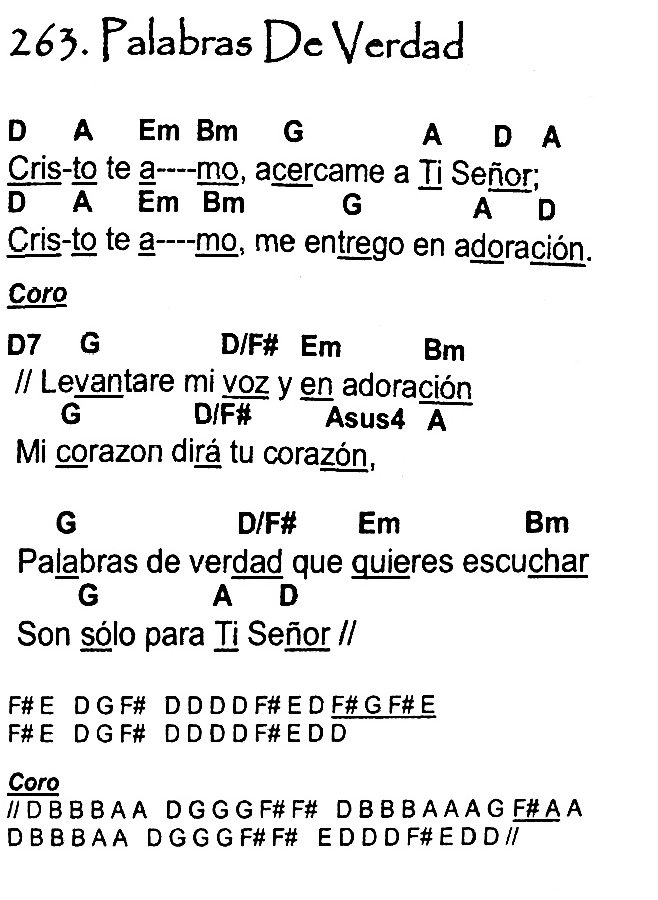 263. Palabras De Verdad
D A Em Bm G A D A
Cris-to te a----mo, acercame a Ti Señor;
D A Em Bm G A D
Cris-to te a----mo, me entrego en adoración.
Coro
D7 G D/F# Em Bm
// Levantare mi voz y en adoración
G D/F# Asus4 A
Mi corazon dirá tu corazón,
G D/F# Em Bm
Palabras de verdad que quieres escuchar
G A D
Son sólo para Ti Señor //
F# E D G F# D D D D F# E D F# G F# E
F# E D G F# D D D D F# E D D
Coro
// D B B B A A D G G G F# F# D B B B A A A G F# A A
D B B B A A D G G G F# F# E D D D F# E D D //